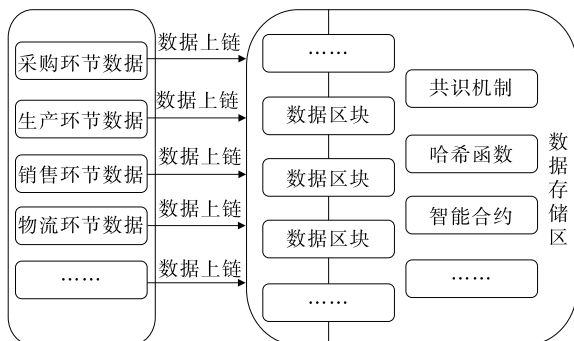 采购环节数据
生产环节数据
销售环节数据
物流环节数据
……
数据上链
数据上链
数据上链
数据上链
数据上链
……
数据区块
数据区块
数据区块
……
共识机制
哈希函数
智能合约
……
数据存储区